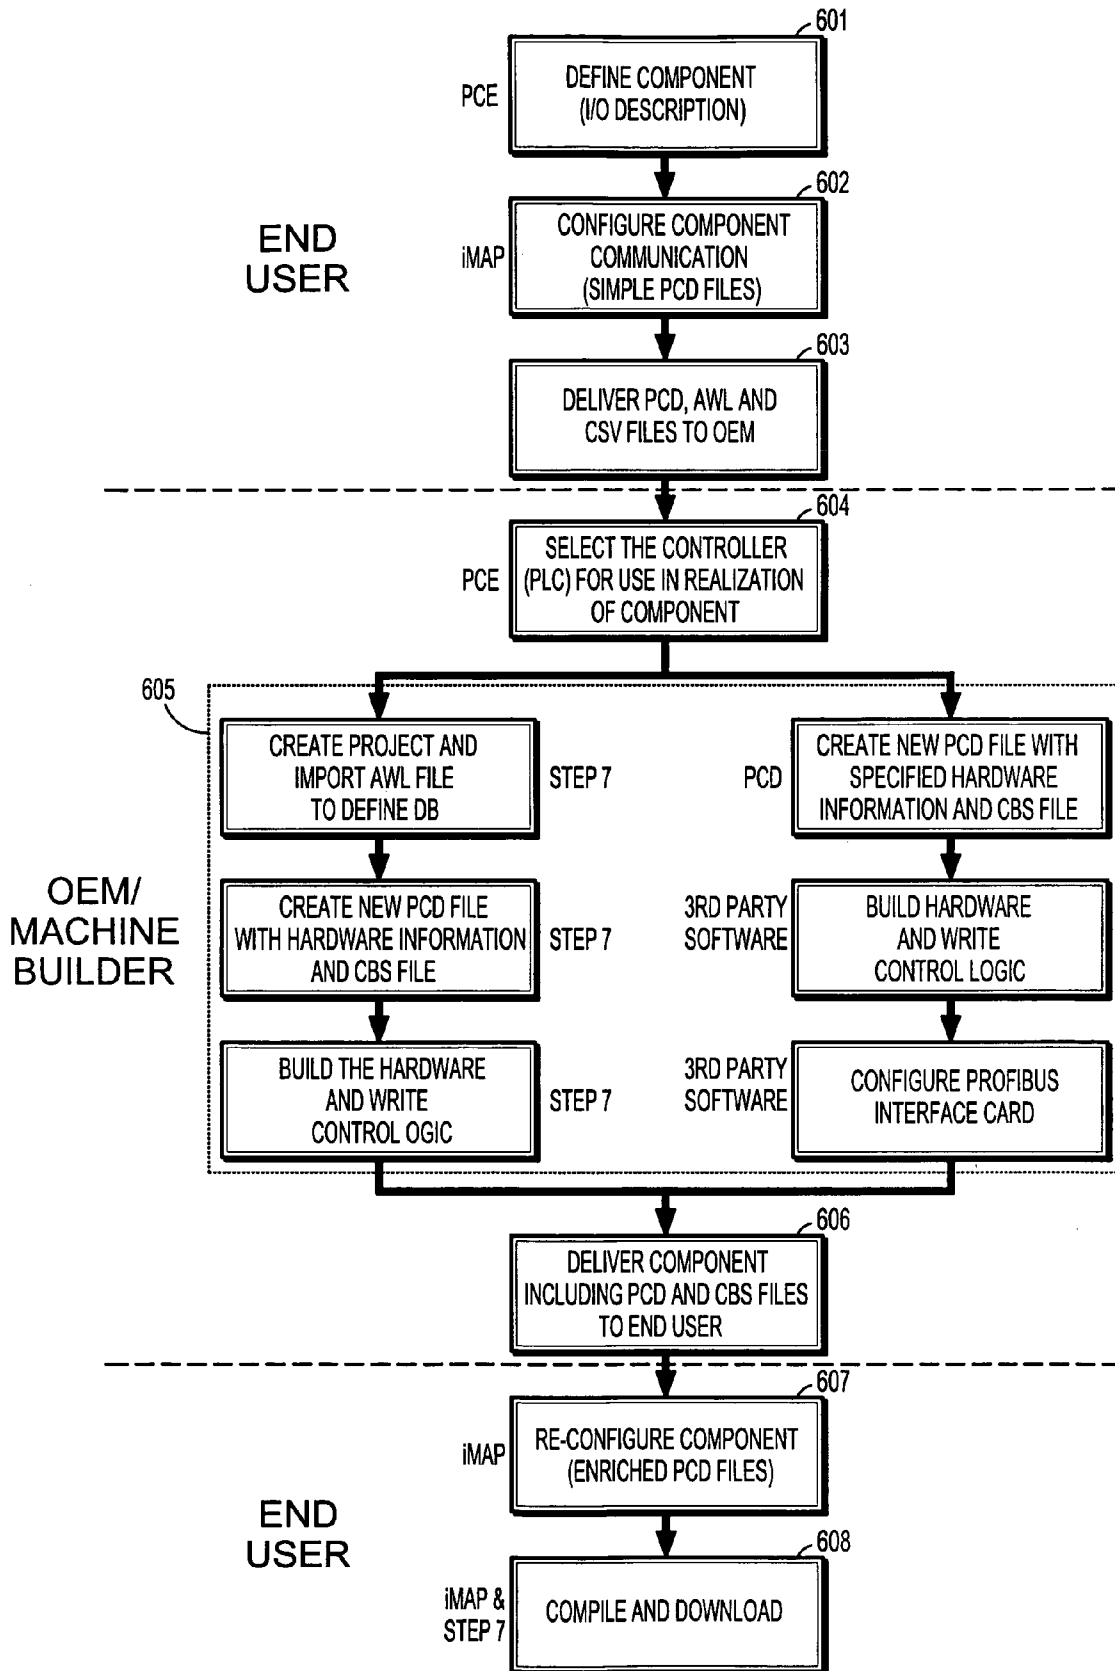 601
PCE
DEFINE COMPONENT
(I/O DESCRIPTION)
602
END
USER
iMAP
CONFIGURE COMPONENT
COMMUNICATION
(SIMPLE PCD FILES)
603
DELIVER PCD, AWL AND
CSV FILES TO OEM
604
PCE
SELECT THE CONTROLLER
(PLC) FOR USE IN REALIZATION
OF COMPONENT
605
OEM/
MACHINE
BUILDER
CREATE PROJECT AND
IMPORT AWL FILE
TO DEFINE DB
STEP 7
CREATE NEW PCD FILE
WITH HARDWARE INFORMATION
AND CBS FILE
STEP 7
BUILD THE HARDWARE
AND WRITE
CONTROL OGIC
STEP 7
PCD
CREATE NEW PCD FILE WITH
SPECIFIED HARDWARE
INFORMATION AND CBS FILE
3RD PARTY
SOFTWARE
BUILD HARDWARE
AND WRITE
CONTROL LOGIC
3RD PARTY
SOFTWARE
CONFIGURE PROFIBUS
INTERFACE CARD
606
DELIVER COMPONENT
INCLUDING PCD AND CBS FILES
TO END USER
607
iMAP
RE-CONFIGURE COMPONENT
(ENRICHED PCD FILES)
END
USER
608
iMAP &
STEP 7
COMPILE AND DOWNLOAD